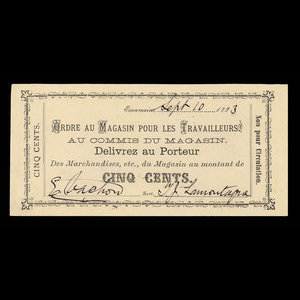 Sept 10 1883
ORDRE AU MAGASIN POUR LES TRAVAILLEURS.
AU COMMIS DU MAGASIN.
Delivrez au Porteur
Des Marchandises, etc., du Magasin au montant de
CINQ CENTS.
CINQ CENTS.
Non pour Circulation.